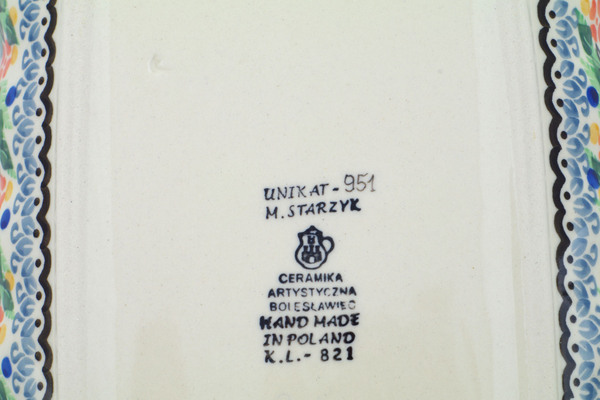 UNIKAT - 951
M. STARZYK
CERAMIKA
ARTYSTYCZNA
BOLESŁAWIEC
HAND MADE
IN POLAND
K.L. - 821